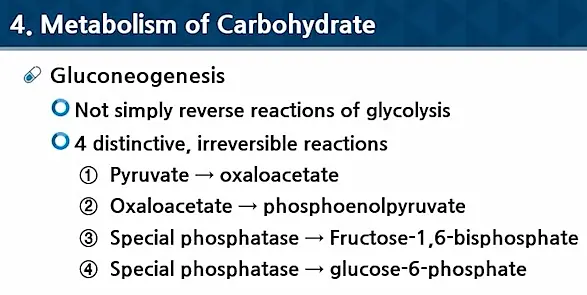 4. Metabolism of Carbohydrate
Gluconeogenesis
Not simply reverse reactions of glycolysis
4 distinctive, irreversible reactions
① Pyruvate → oxaloacetate
② Oxaloacetate → phosphoenolpyruvate
③ Special phosphatase → Fructose-1,6-bisphosphate
④ Special phosphatase → glucose-6-phosphate